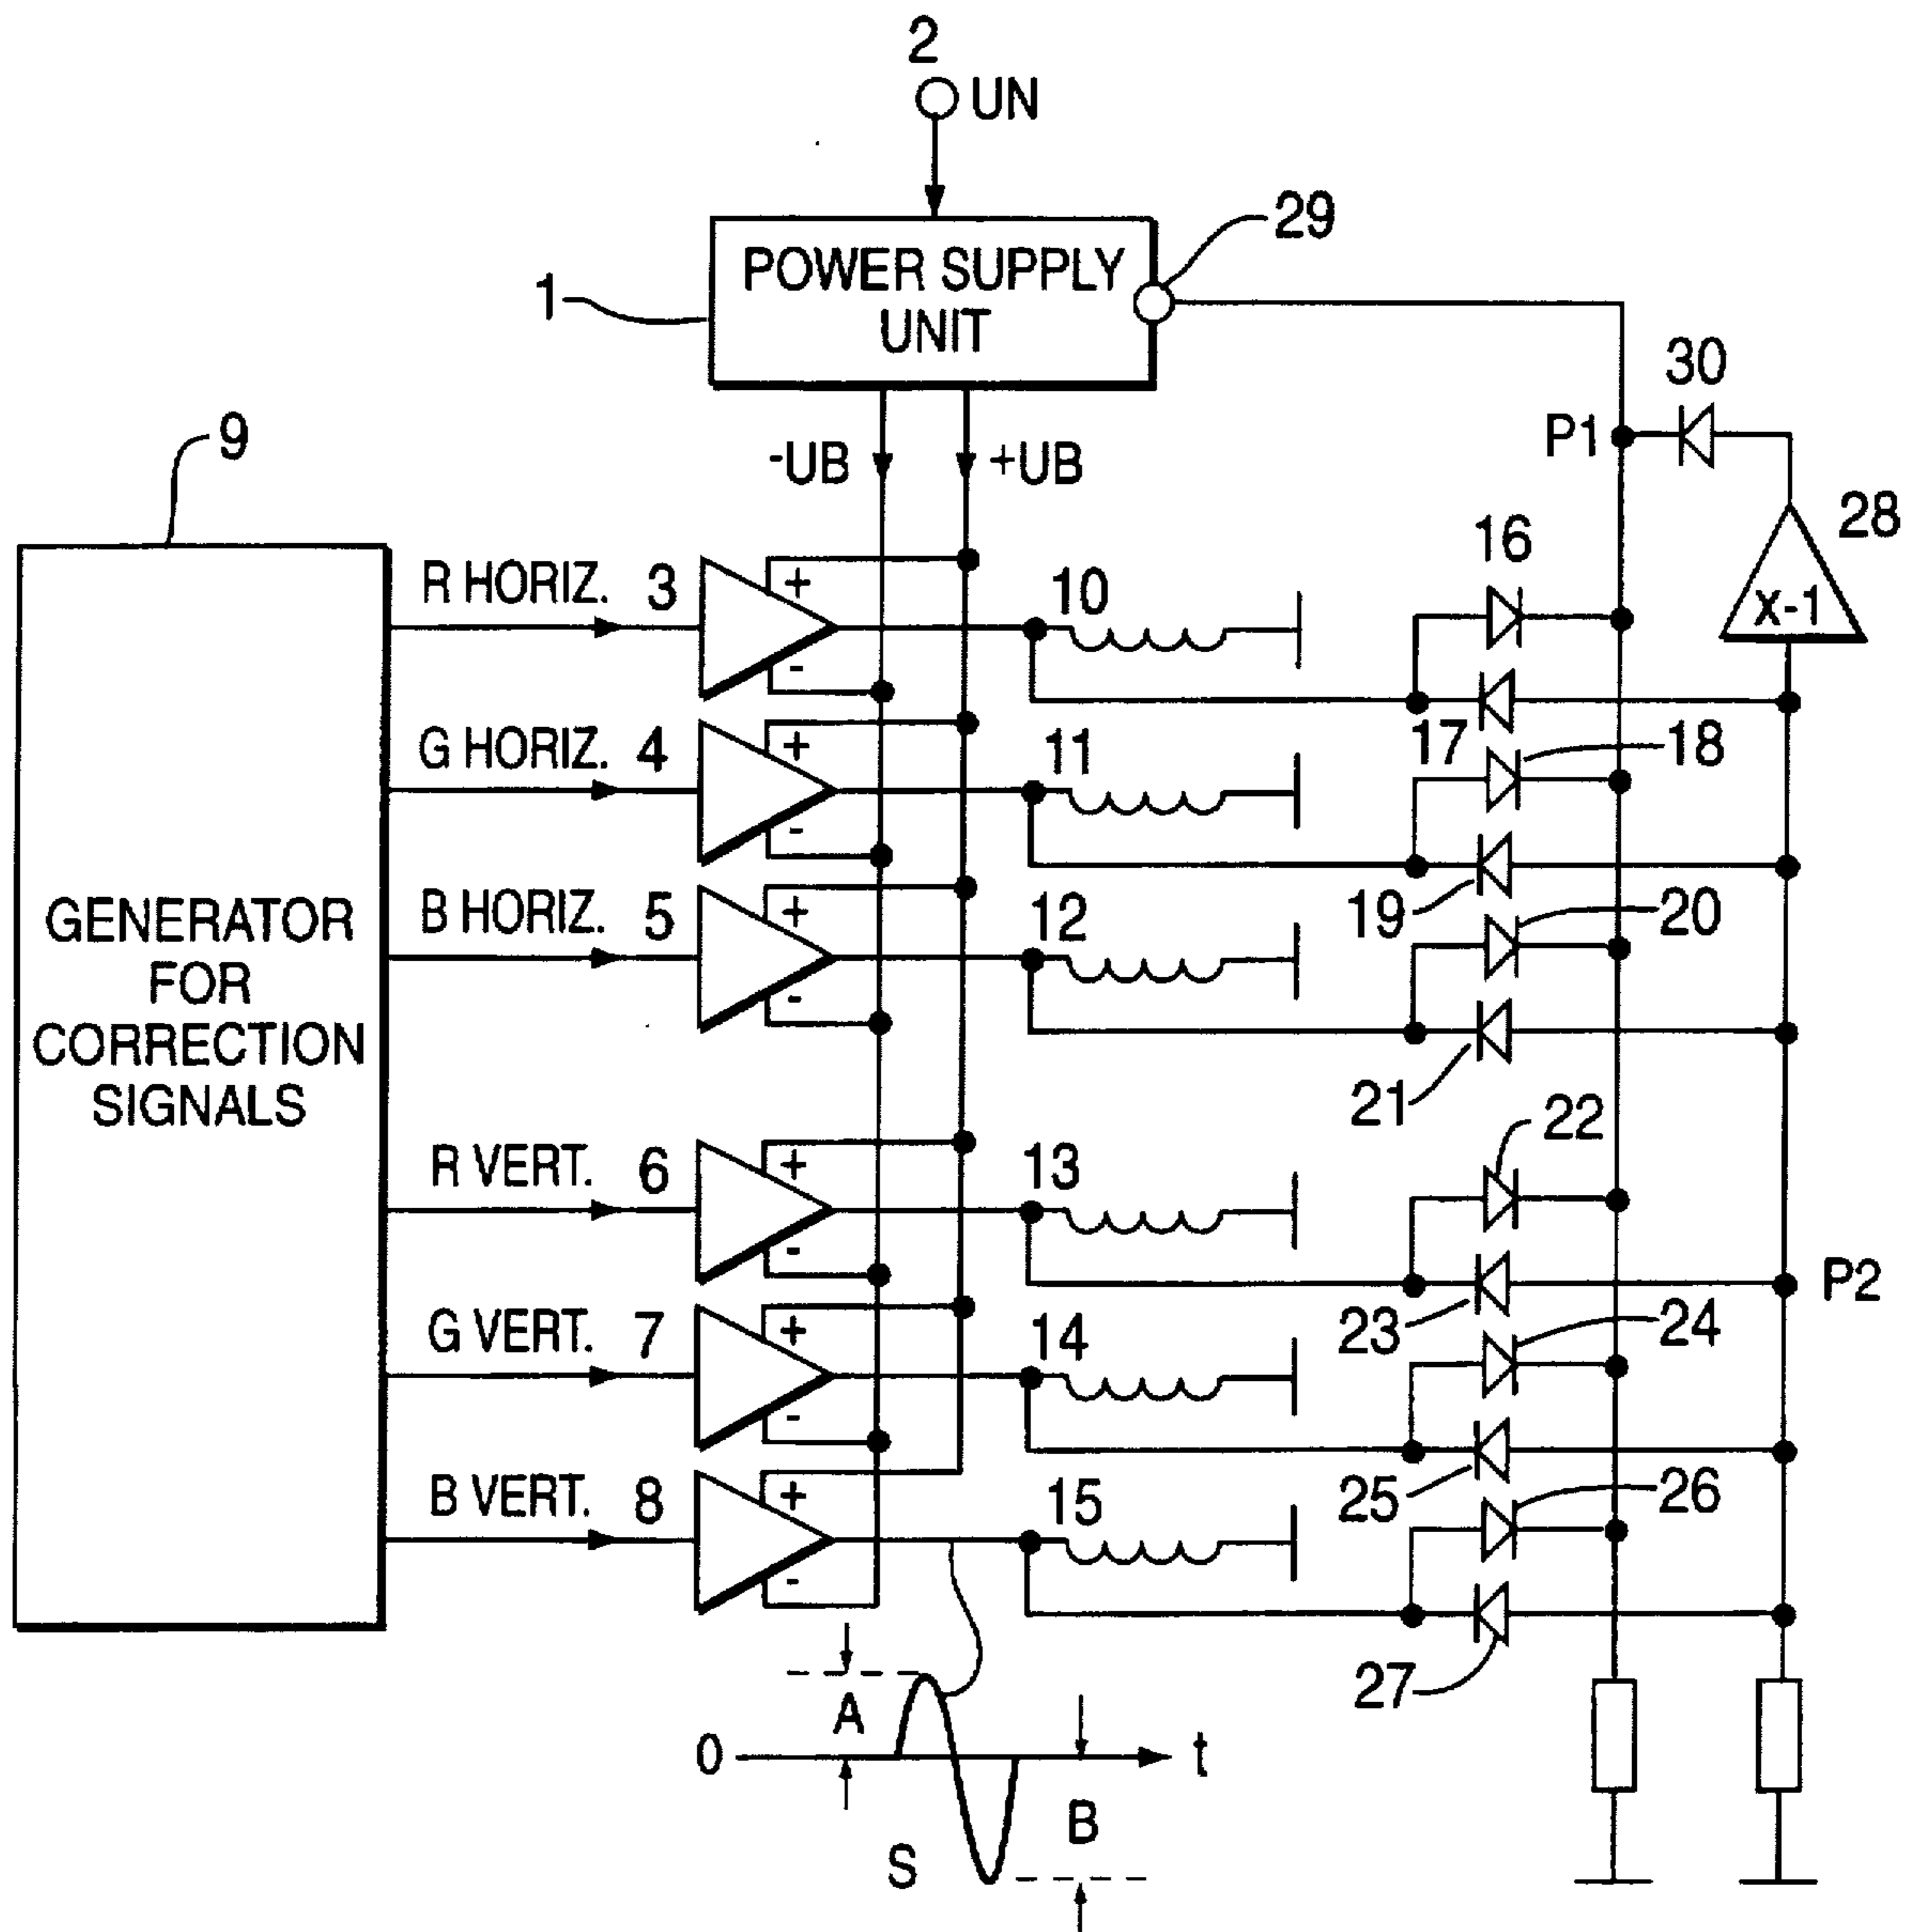 2
UN
29
POWER SUPPLY
UNIT
1
30
P1
9
-UB
+UB
28
16
R HORIZ.
3
+
-
10
X-1
17
18
G HORIZ.
4
+
-
11
19
20
B HORIZ.
5
+
-
12
GENERATOR
FOR
CORRECTION
SIGNALS
21
22
R VERT.
6
+
-
13
P2
23
24
G VERT.
7
+
-
14
25
26
B VERT.
8
+
-
15
27
A
0
t
B
S